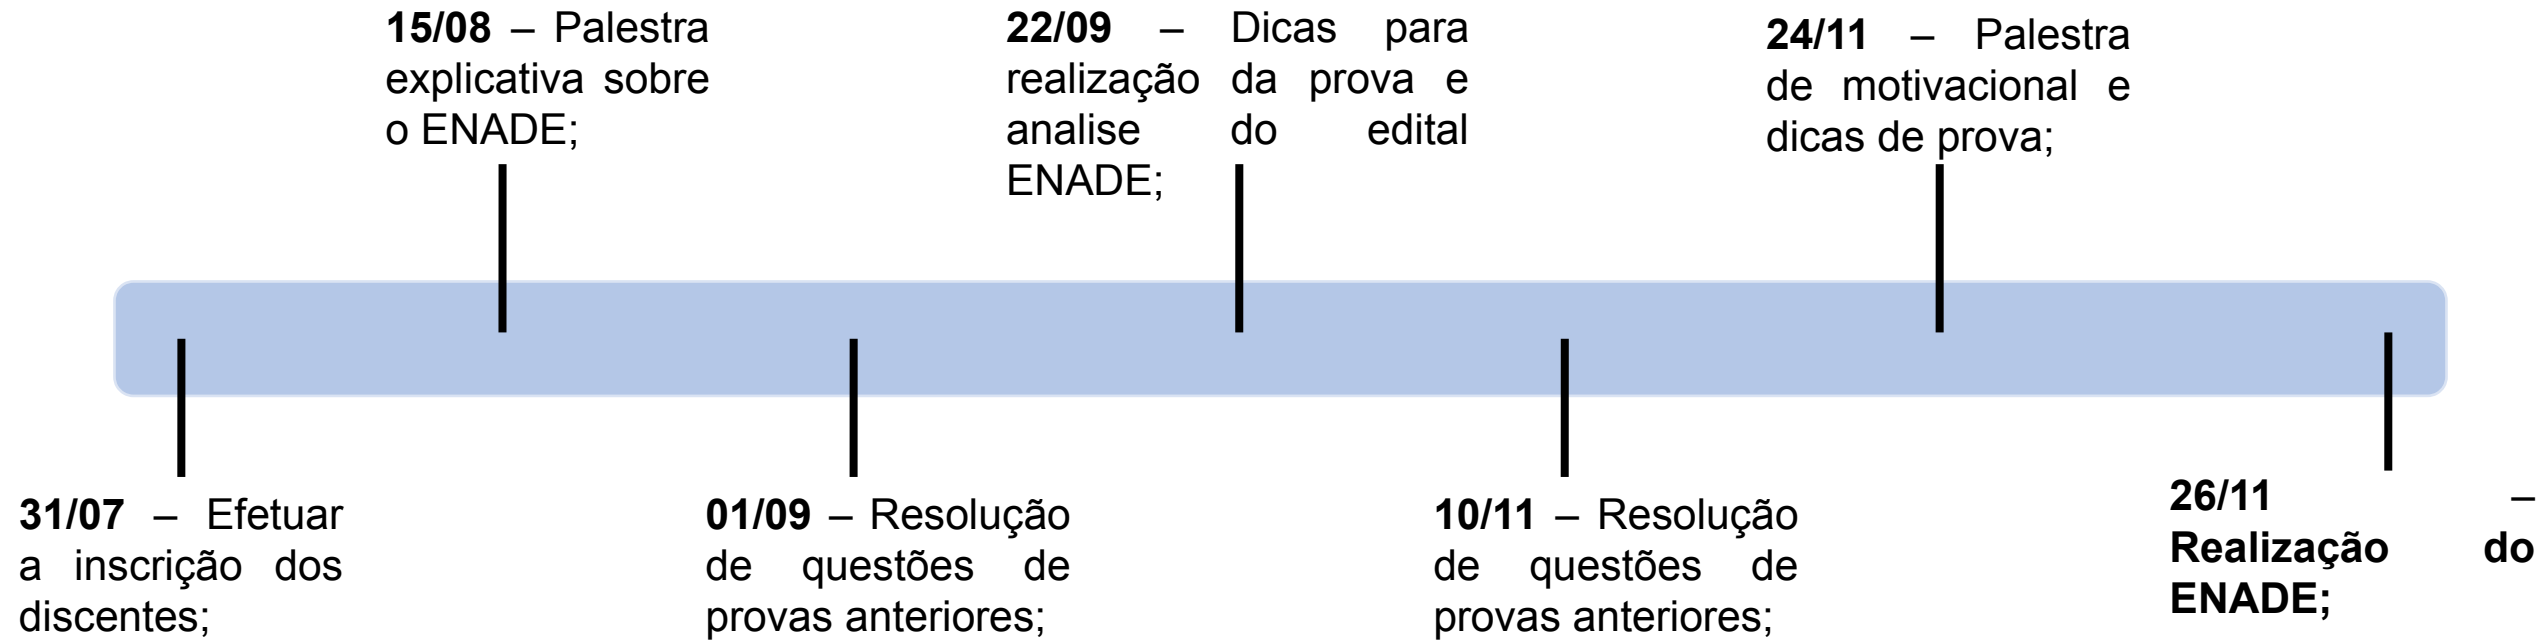 15/08 – Palestra
explicativa sobre
o ENADE;
22/09 – Dicas para
realização da prova e
analise do edital
ENADE;
24/11 – Palestra
de motivacional e
dicas de prova;
31/07 – Efetuar
a inscrição dos
discentes;
01/09 – Resolução
de questões de
provas anteriores;
10/11 – Resolução
de questões de
provas anteriores;
26/11 –
Realização do
ENADE;